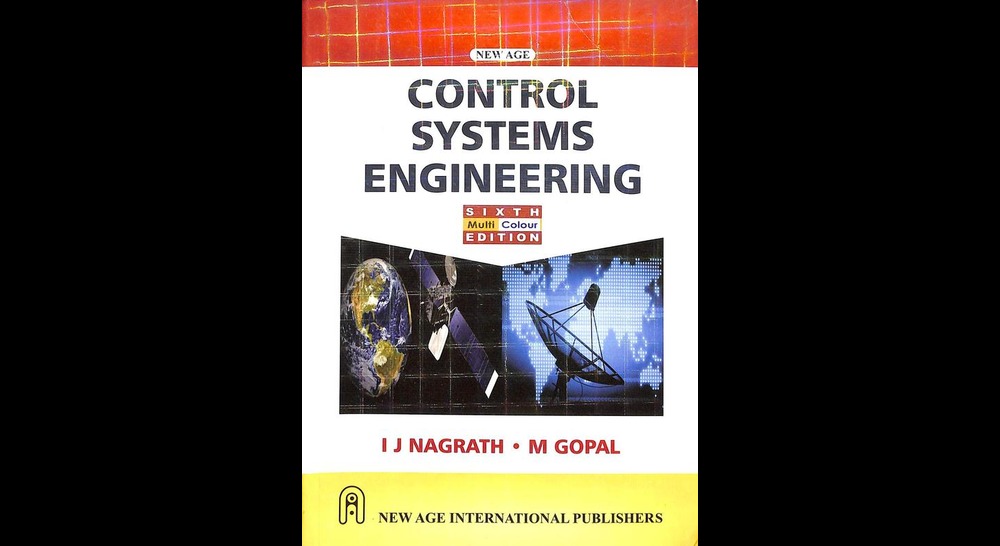 NEW AGE
CONTROL
SYSTEMS
ENGINEERING
SIXTH
Multi Colour
EDITION
I J NAGRATH • M GOPAL
NEW AGE INTERNATIONAL PUBLISHERS